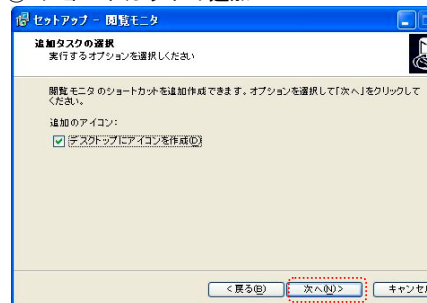 セットアップ - 閲覧モニタ
追加タスクの選択
実行するオプションを選択しください
閲覧モニタ のショートカットを追加作成できます。オプションを選択して「次へ」をクリックして
ください。
追加のアイコン:
デスクトップにアイコンを作成(D)
<戻る(B) 次へ(N)> キャンセル